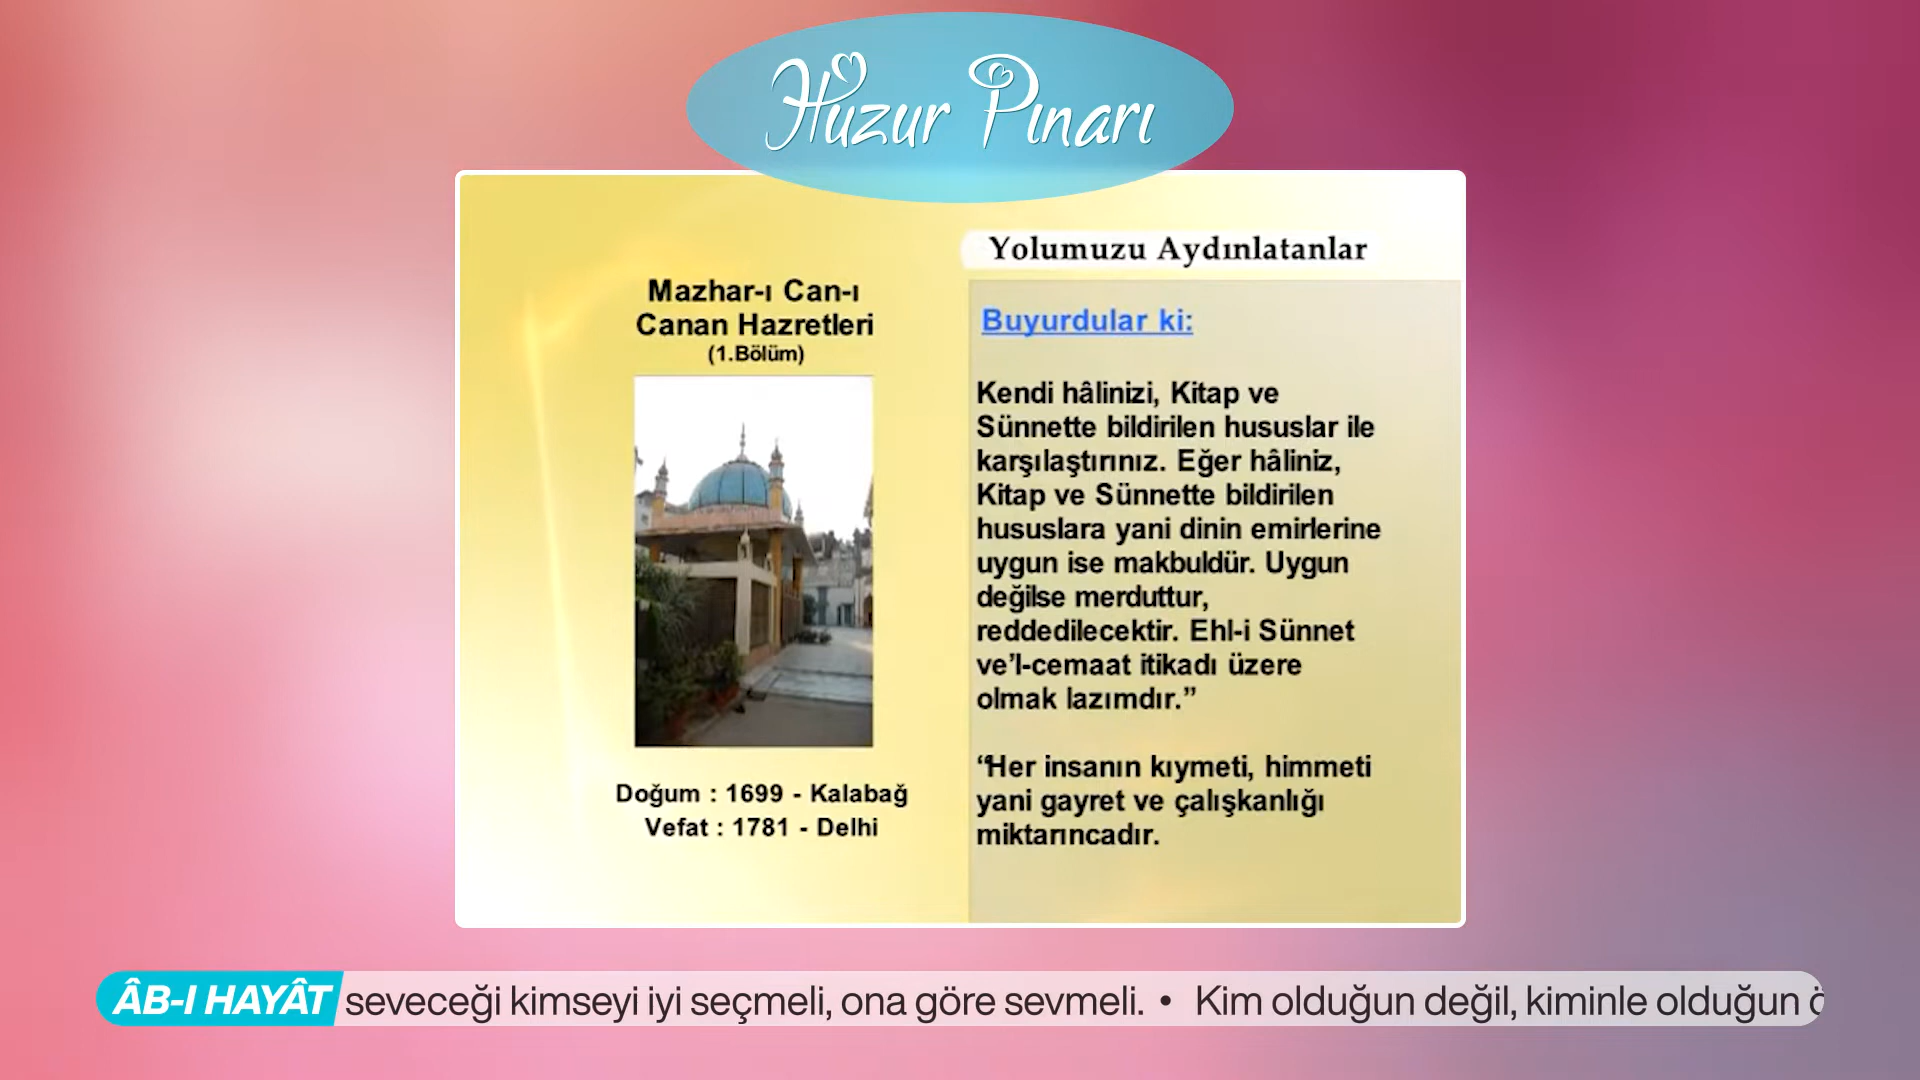 Huzur Pınarı
Yolumuzu Aydınlatanlar
Mazhar-ı Can-ı
Canan Hazretleri
(1.Bölüm)
Doğum : 1699 - Kalabağ
Vefat : 1781 - Delhi
Buyurdular ki:
Kendi hâlinizi, Kitap ve
Sünnette bildirilen hususlar ile
karşılaştırınız. Eğer hâliniz,
Kitap ve Sünnette bildirilen
hususlara yani dinin emirlerine
uygun ise makbuldür. Uygun
değilse merduttur,
reddedilecektir. Ehl-i Sünnet
ve’l-cemaat itikadı üzere
olmak lazımdır.”
“Her insanın kıymeti, himmeti
yani gayret ve çalışkanlığı
miktarıncadır.
ÂB-I HAYÂT seveceği kimseyi iyi seçmeli, ona göre sevmeli. • Kim olduğun değil, kiminle olduğun